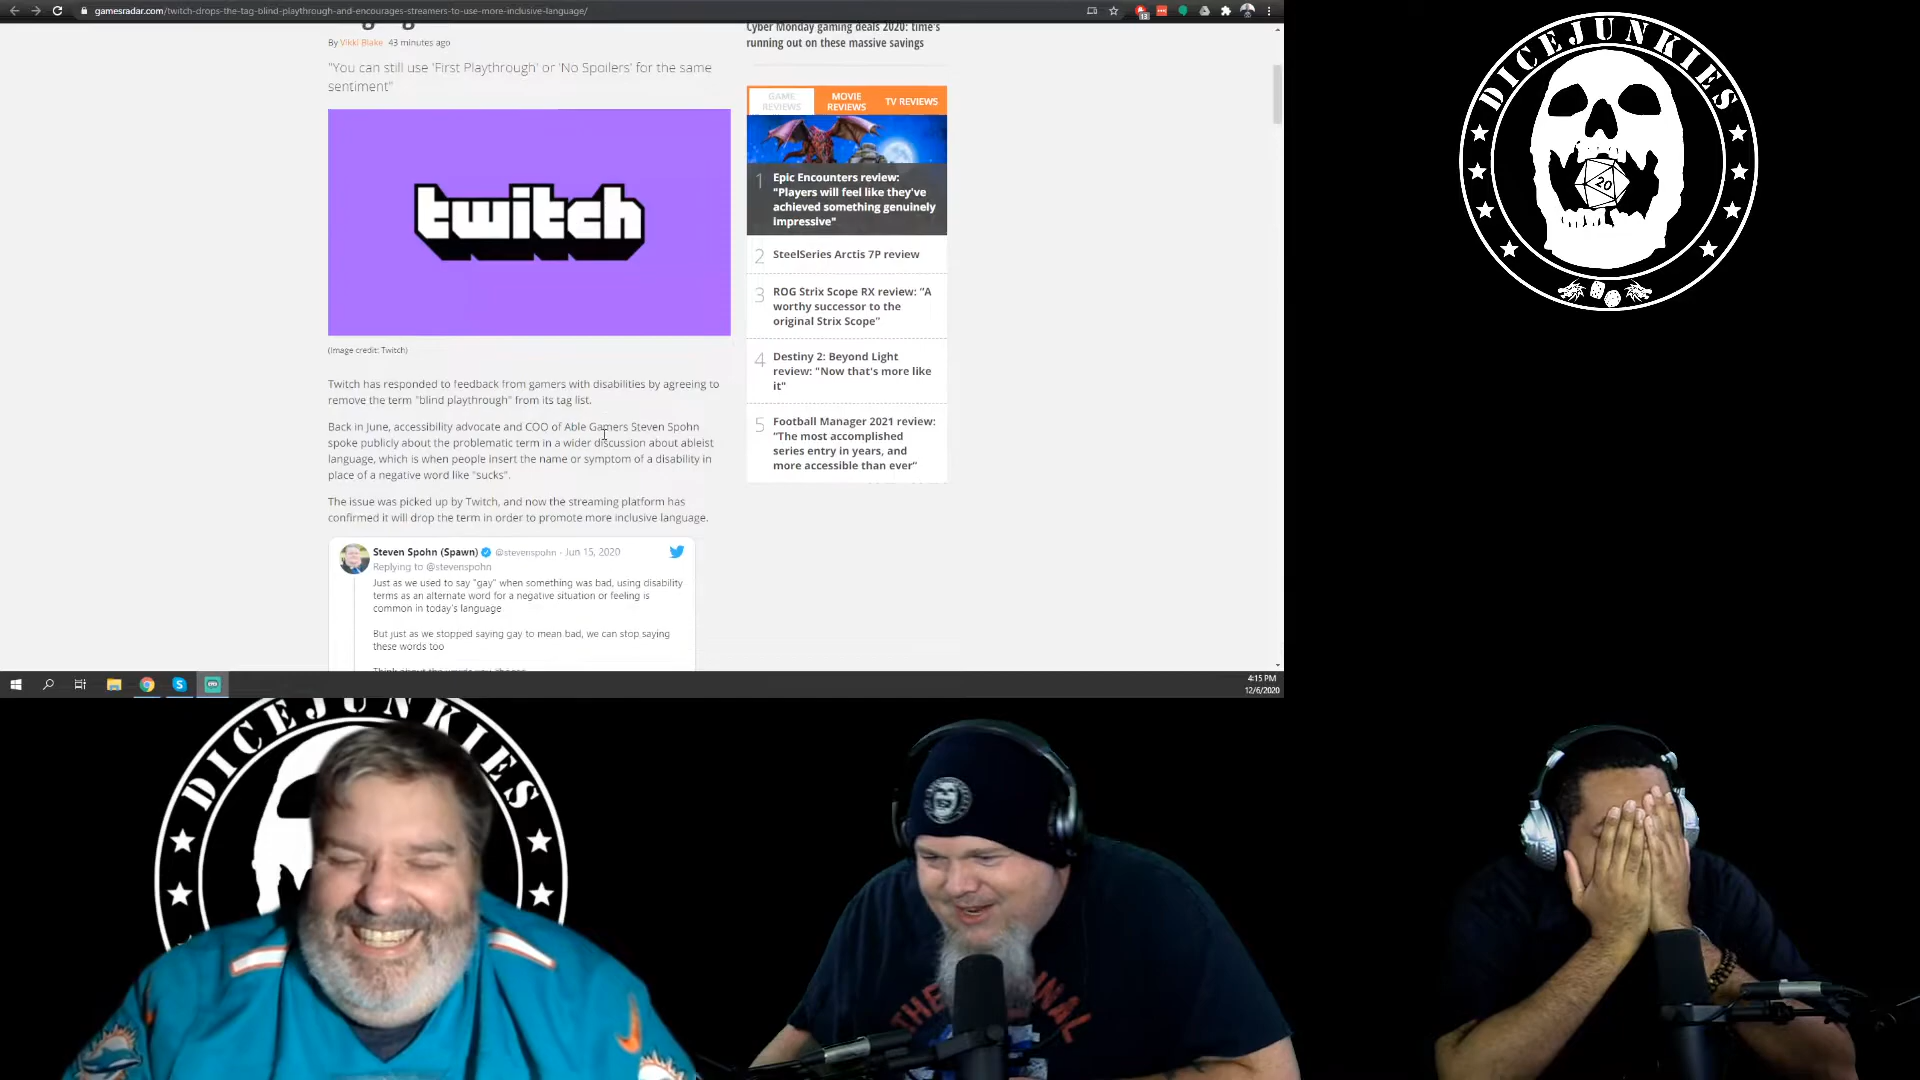 gamesradar.com/twitch-drops-the-tag-blind-playthrough-and-encourages-streamers-to-use-more-inclusive-language/
By Vikki Blake 43 minutes ago
"You can still use 'First Playthrough' or 'No Spoilers' for the same
sentiment"
twitch
(Image credit: Twitch)
Twitch has responded to feedback from gamers with disabilities by agreeing to
remove the term "blind playthrough" from its tag list.
Back in June, accessibility advocate and COO of Able Gamers Steven Spohn
spoke publicly about the problematic term in a wider discussion about ableist
language, which is when people insert the name or symptom of a disability in
place of a negative word like "sucks".
The issue was picked up by Twitch, and now the streaming platform has
confirmed it will drop the term in order to promote more inclusive language.
Steven Spohn (Spawn) @stevenspohn · Jun 15, 2020
Replying to @stevenspohn
Just as we used to say "gay" when something was bad, using disability
terms as an alternate word for a negative situation or feeling is
common in today's language
But just as we stopped saying gay to mean bad, we can stop saying
these words too
Cyber Monday gaming deals 2020: time's
running out on these massive savings
GAME
REVIEWS
MOVIE
REVIEWS
TV REVIEWS
1 Epic Encounters review:
"Players will feel like they've
achieved something genuinely
impressive"
2 SteelSeries Arctis 7P review
3 ROG Strix Scope RX review: "A
worthy successor to the
original Strix Scope"
4 Destiny 2: Beyond Light
review: "Now that's more like
it"
5 Football Manager 2021 review:
"The most accomplished
series entry in years, and
more accessible than ever"
4:15 PM
12/6/2020
DICEJUNKIES
20
DICEJUNKIES